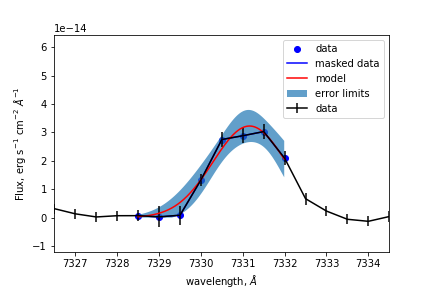 1e−14
6
5
4
3
2
1
0
−1
Flux, erg s⁻¹ cm⁻² Å⁻¹
data
masked data
model
error limits
data
7327 7328 7329 7330 7331 7332 7333 7334
wavelength, Å